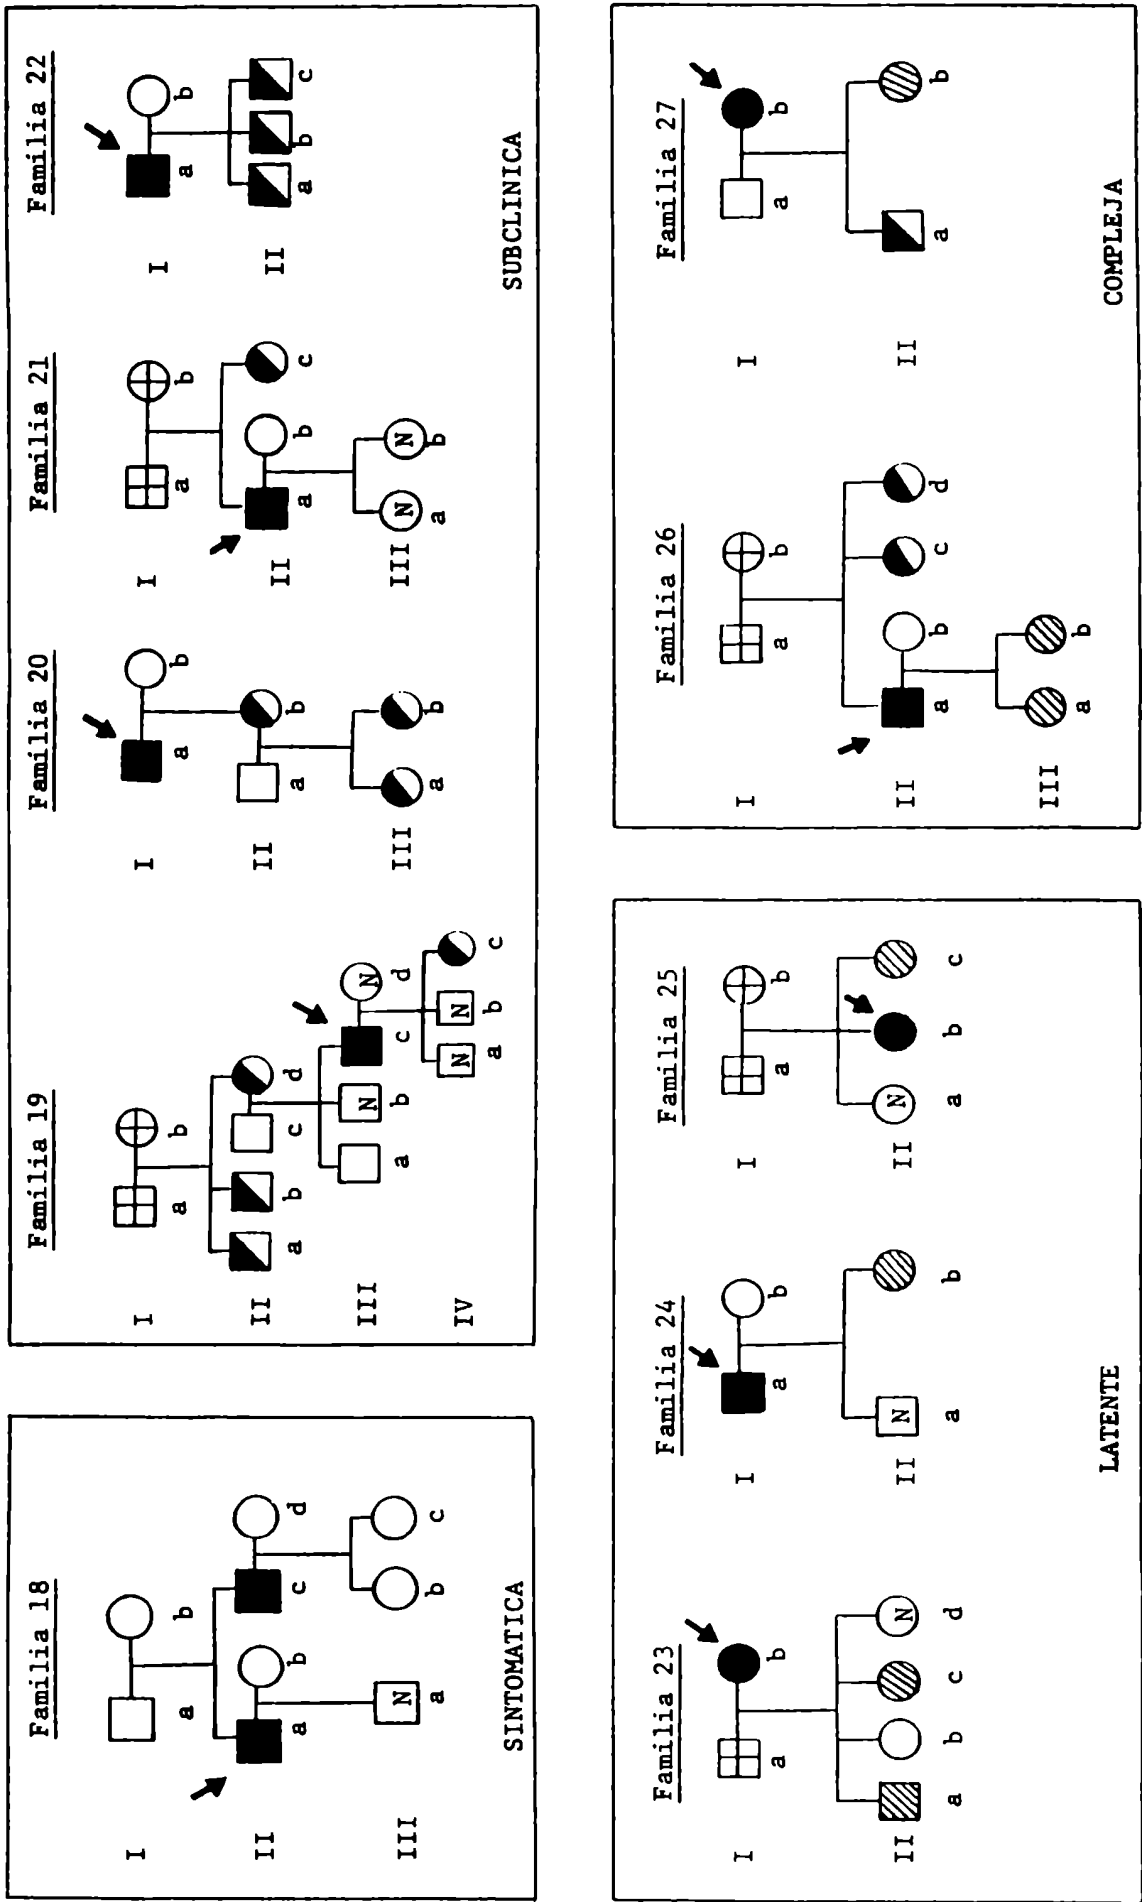 Familia 18
I
a b
II
a b c d
III
N
a b c
SINTOMATICA
Familia 19
I
a b
II
a b c d
III
N N
a b c d
IV
N N
a b c
Familia 20
I
a b
II
a b
III
a b
Familia 21
I
a b
II
a b c
III
N N
a b
Familia 22
I
a b
II
a b c
SUBCLINICA
Familia 23
I
a b
II
N
a b c d
Familia 24
I
a b
II
N
a b
Familia 25
I
a b
II
N
a b c
LATENTE
Familia 26
I
a b
II
a b c d
III
a b
Familia 27
I
a b
II
a b
COMPLEJA